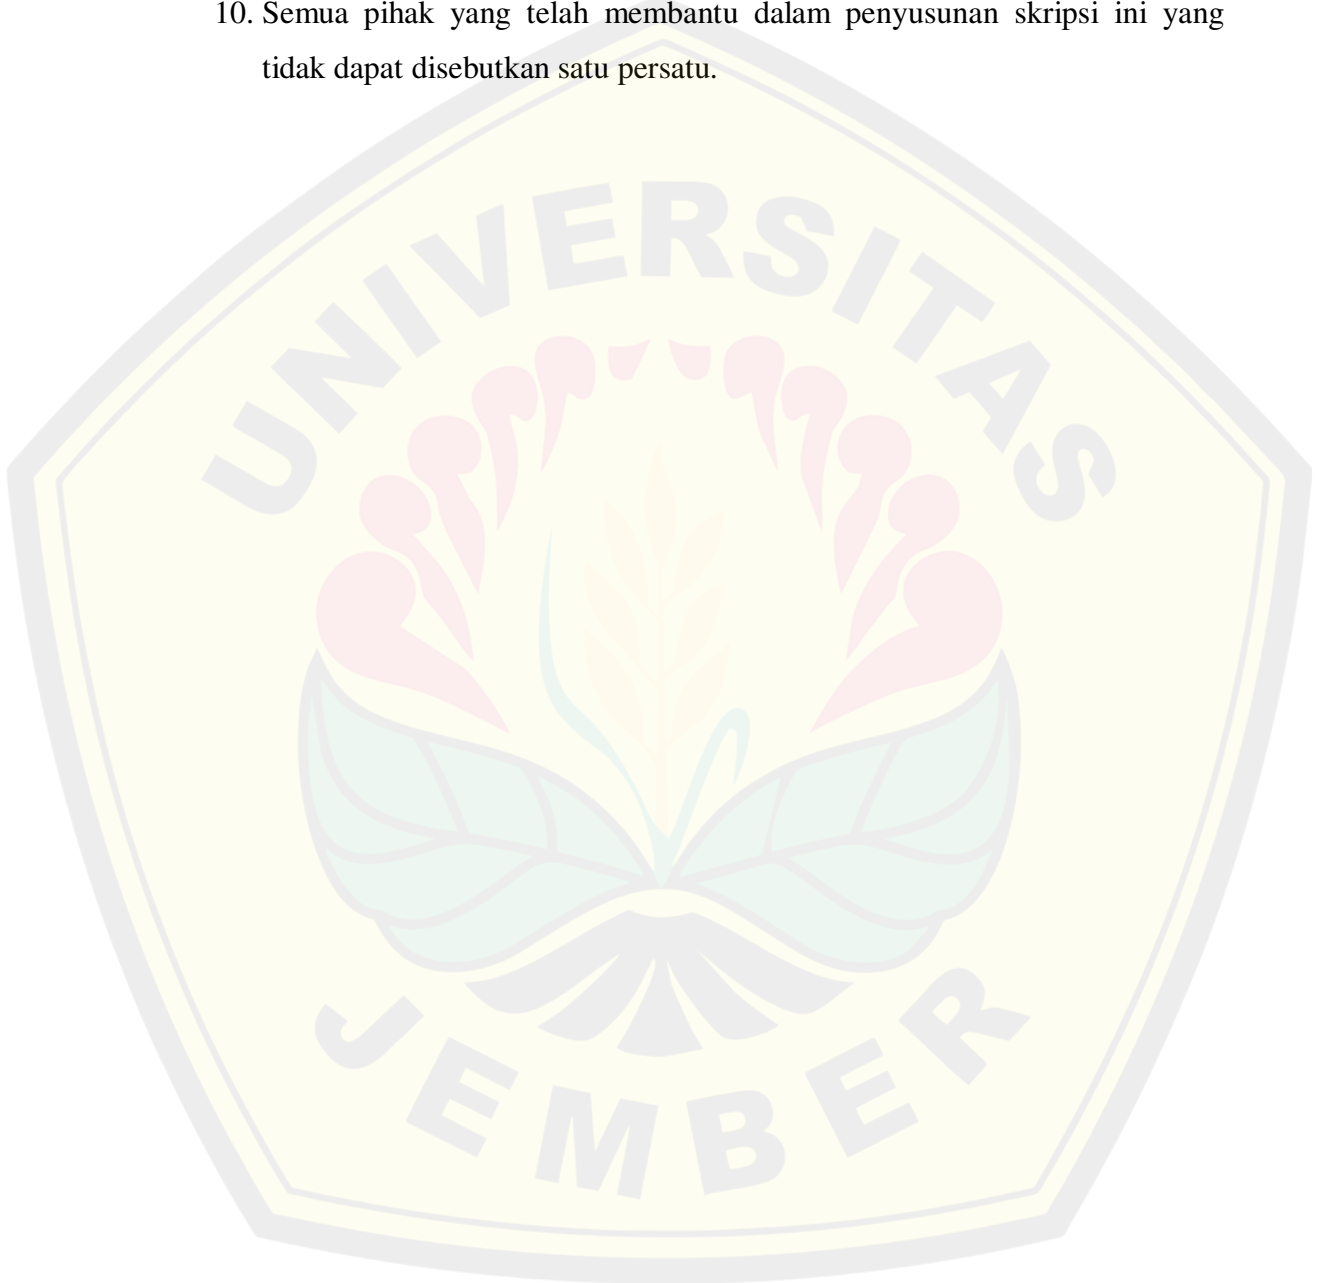 10. Semua pihak yang telah membantu dalam penyusunan skripsi ini yang
tidak dapat disebutkan satu persatu.
UNIVERSITAS
JEMBER